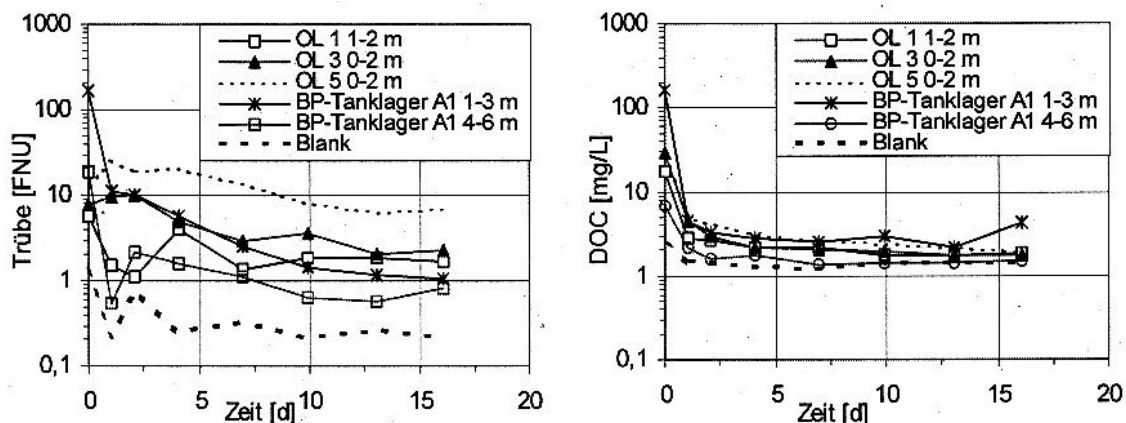 1000
100
10
1
0,1
Trübe [FNU]
OL 1 1-2 m
OL 3 0-2 m
OL 5 0-2 m
BP-Tanklager A1 1-3 m
BP-Tanklager A1 4-6 m
Blank
0 5 10 15 20
Zeit [d]
1000
100
10
1
0,1
DOC [mg/L]
OL 1 1-2 m
OL 3 0-2 m
OL 5 0-2 m
BP-Tanklager A1 1-3 m
BP-Tanklager A1 4-6 m
Blank
0 5 10 15 20
Zeit [d]